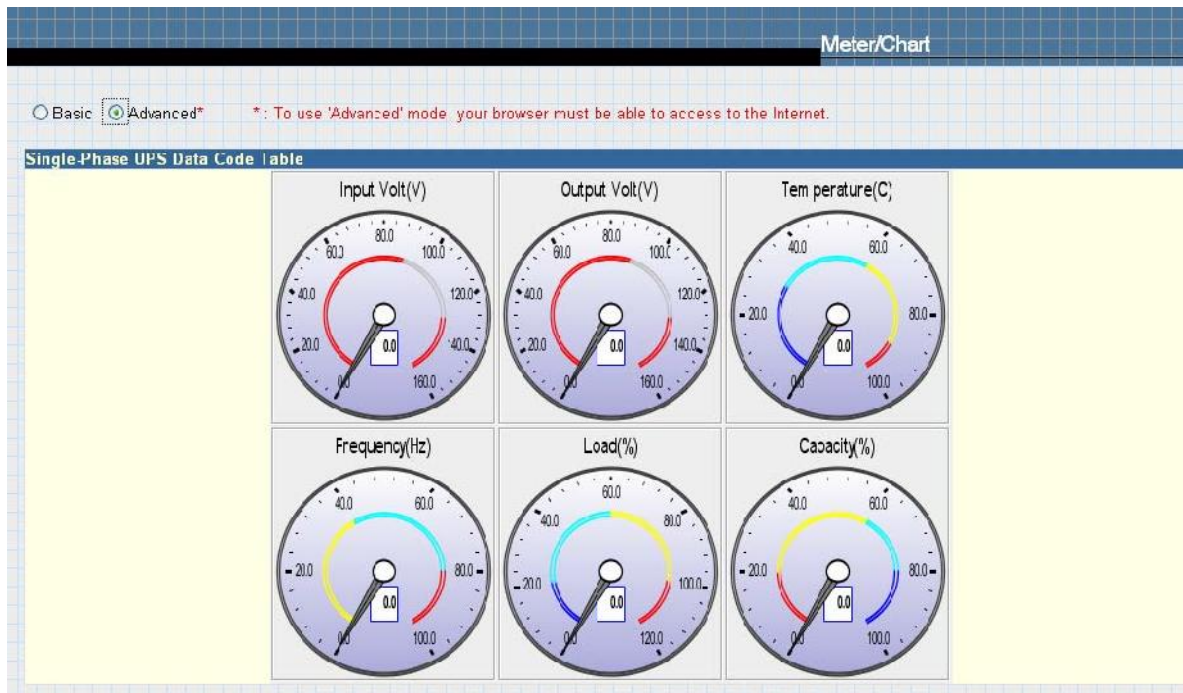 Meter/Chart
Basic Advanced* *: To use 'Advanced' mode your browser must be able to access to the Internet.
Single-Phase UPS Data Code Table
Input Volt(V) Output Volt(V) Temperature(C)
0.0 20.0 40.0 60.0 80.0 100.0 120.0 140.0 160.0
0.0
0.0 20.0 40.0 60.0 80.0 100.0 120.0 140.0 160.0
0.0
0.0 20.0 40.0 60.0 80.0 100.0
0.0
Frequency(Hz) Load(%) Capacity(%)
0.0 20.0 40.0 60.0 80.0 100.0
0.0
0.0 20.0 40.0 60.0 80.0 100.0 120.0
0.0
0.0 20.0 40.0 60.0 80.0 100.0
0.0